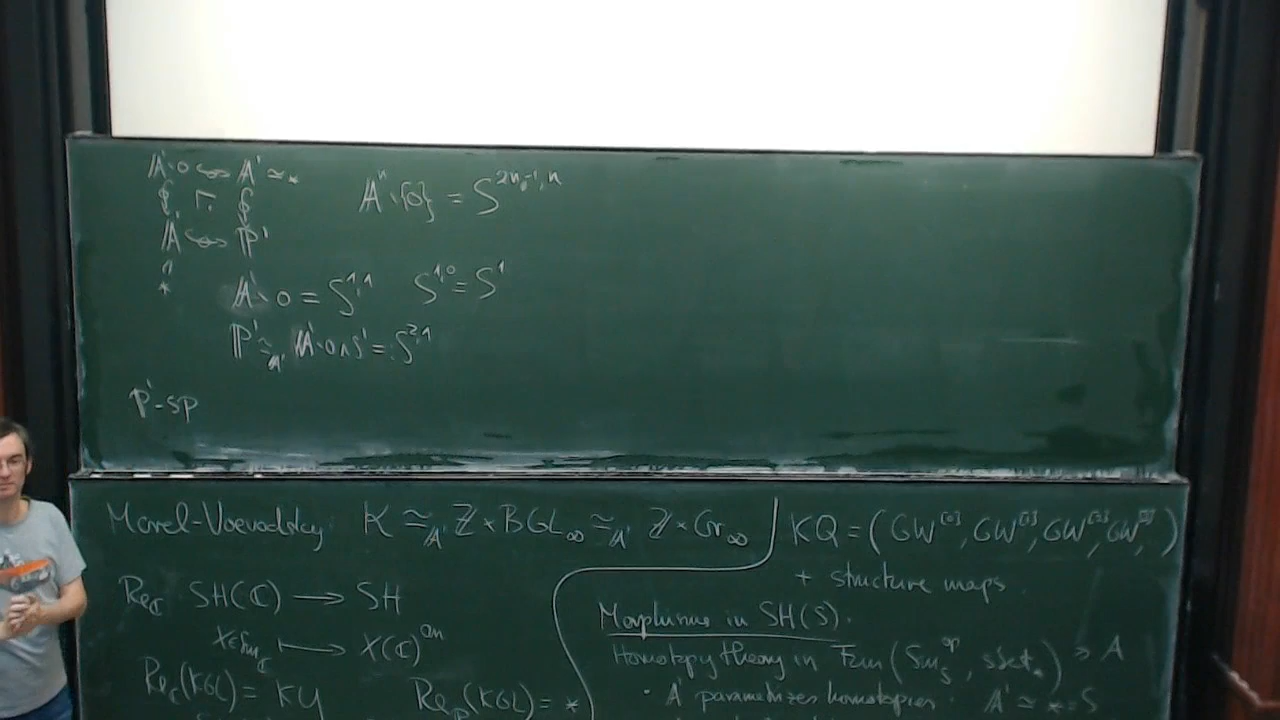 A¹∖0 ↪ A¹ ≃ *
A¹ ↪ P¹
*
Aⁿ∖{0} = S^{2n-1,n}
A¹∖0 = S^{1,1} S^{1,0} = S¹
P¹ ≃_{A¹} A¹∖0 ∧ S¹ = S^{2,1}
P¹-sp
Morel-Voevodsky: K ≃_{A¹} Z × BGL_∞ ≃_{A¹} Z × Gr_∞
Re_C SH(C) ⟶ SH
X ∈ Sm_C ⟼ X(C)^{an}
Re_C(KGL) = KU Re_R(KGL) = *
KQ = (GW^{[0]}, GW^{[1]}, GW^{[2]}, GW^{[3]}, )
+ structure maps
Morphisms in SH(S).
Homotopy theory in Fun(Sm_S^{op}, sSet_*) ∋ A
· A¹ parametrizes homotopies: A¹ ≃ * = S